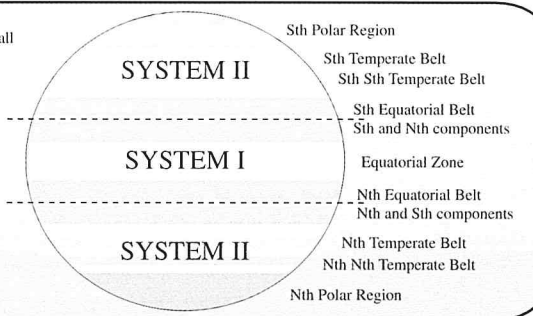 all
Sth Polar Region
Sth Temperate Belt
SYSTEM II
Sth Sth Temperate Belt
Sth Equatorial Belt
Sth and Nth components
SYSTEM I
Equatorial Zone
Nth Equatorial Belt
Nth and Sth components
SYSTEM II
Nth Temperate Belt
Nth Nth Temperate Belt
Nth Polar Region